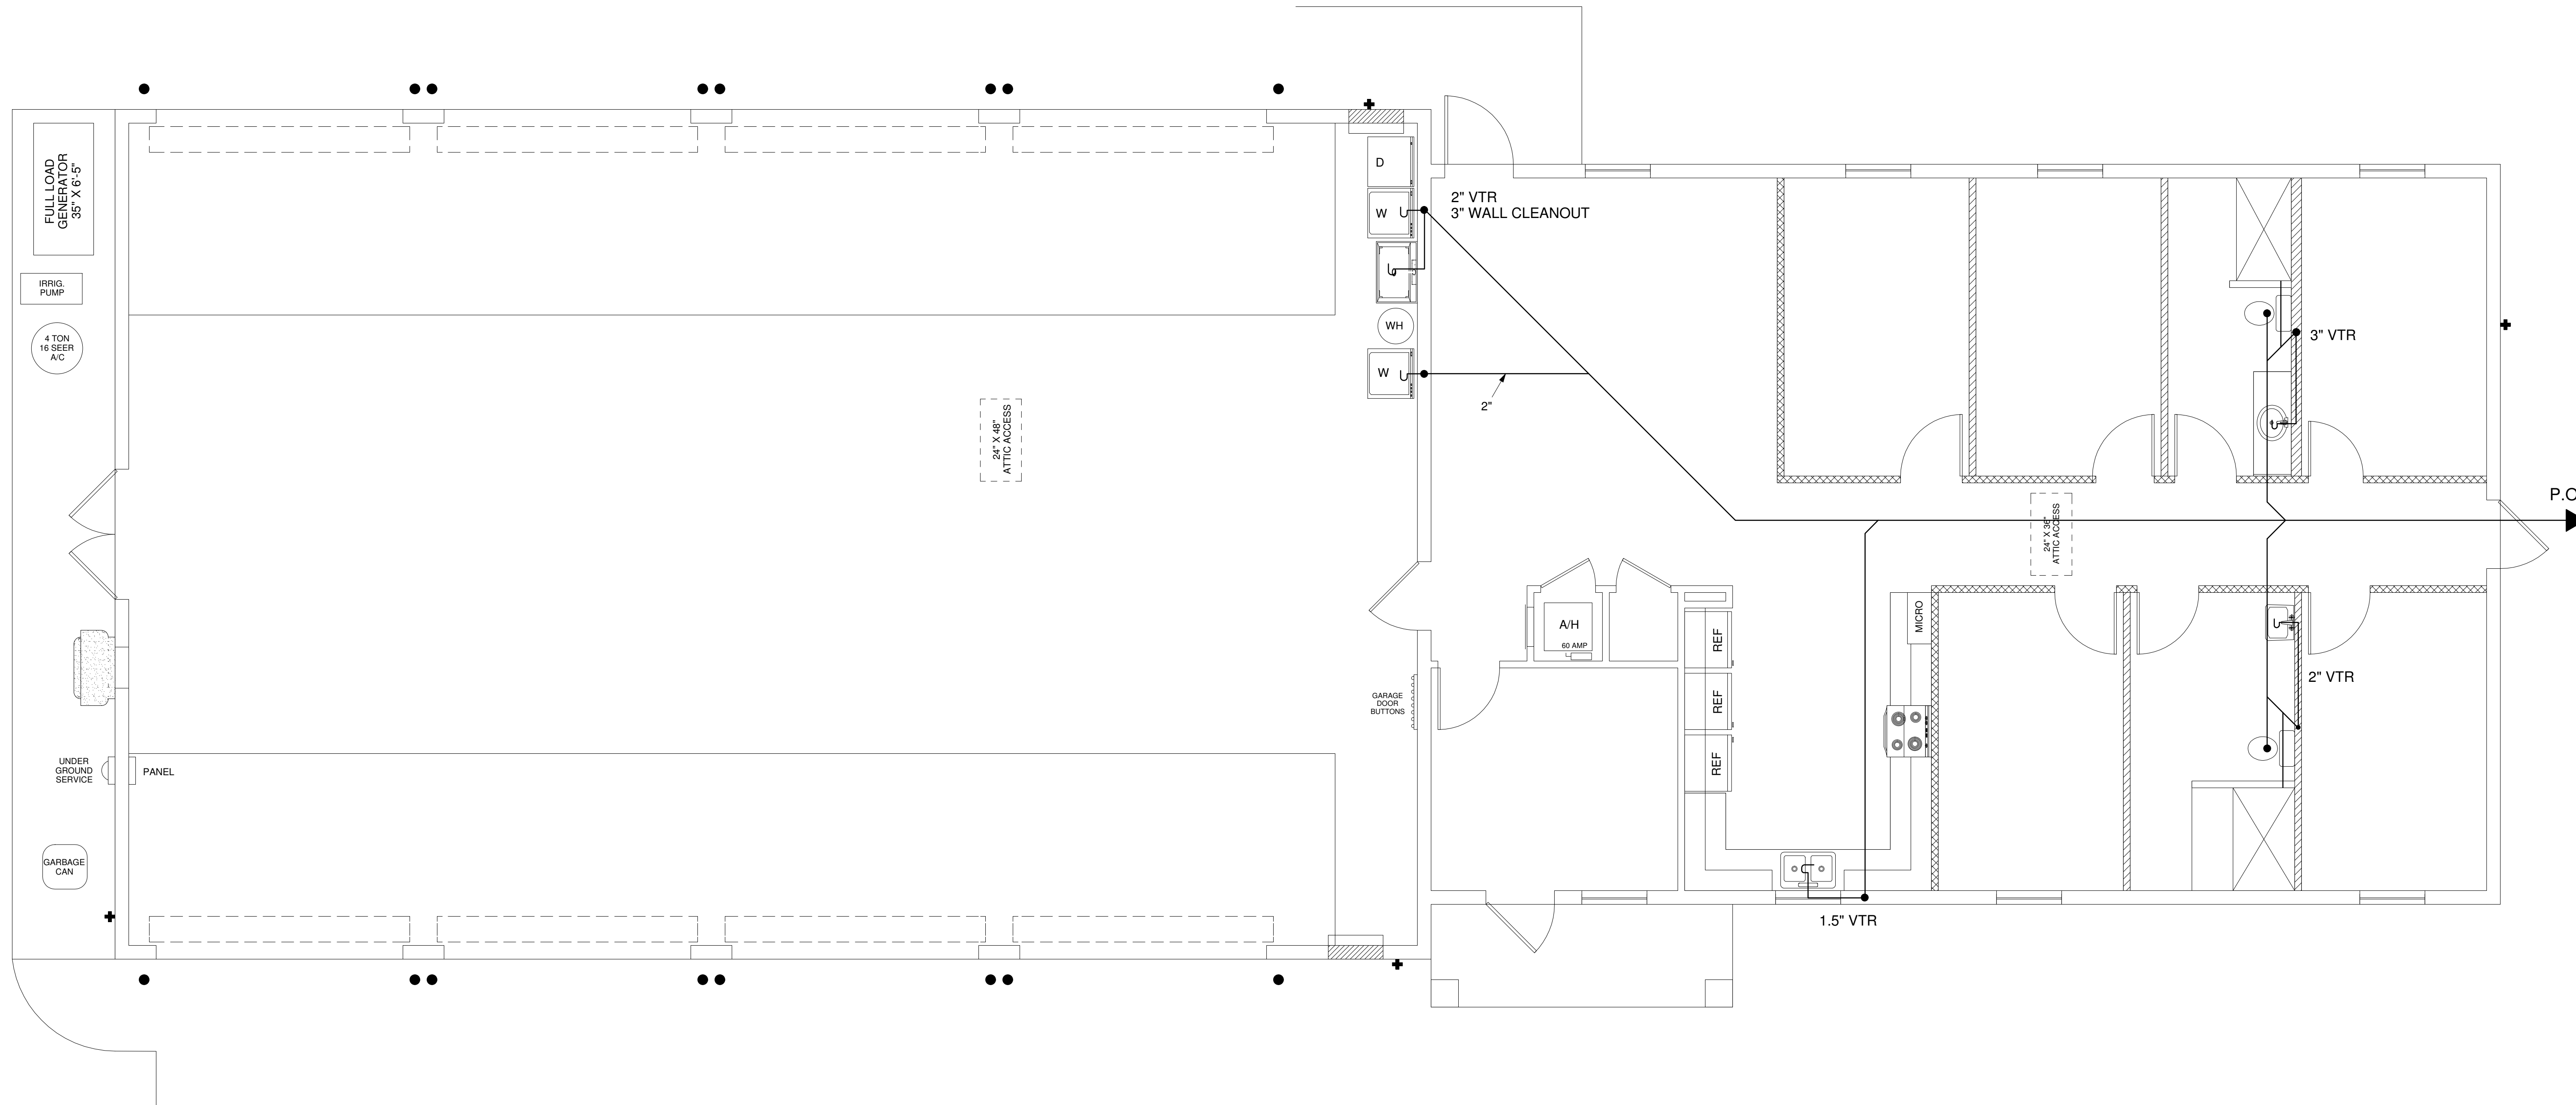 FULL LOAD
GENERATOR
35" X 6'-5"
IRRIG.
PUMP
4 TON
16 SEER
A/C
UNDER
GROUND
SERVICE
PANEL
GARBAGE
CAN
24" X 48"
ATTIC ACCESS
D
W
WH
W
2" VTR
3" WALL CLEANOUT
2"
GARAGE
DOOR
BUTTONS
A/H
60 AMP
REF
REF
REF
MICRO
1.5" VTR
24" X 36"
ATTIC ACCESS
3" VTR
2" VTR
P.O